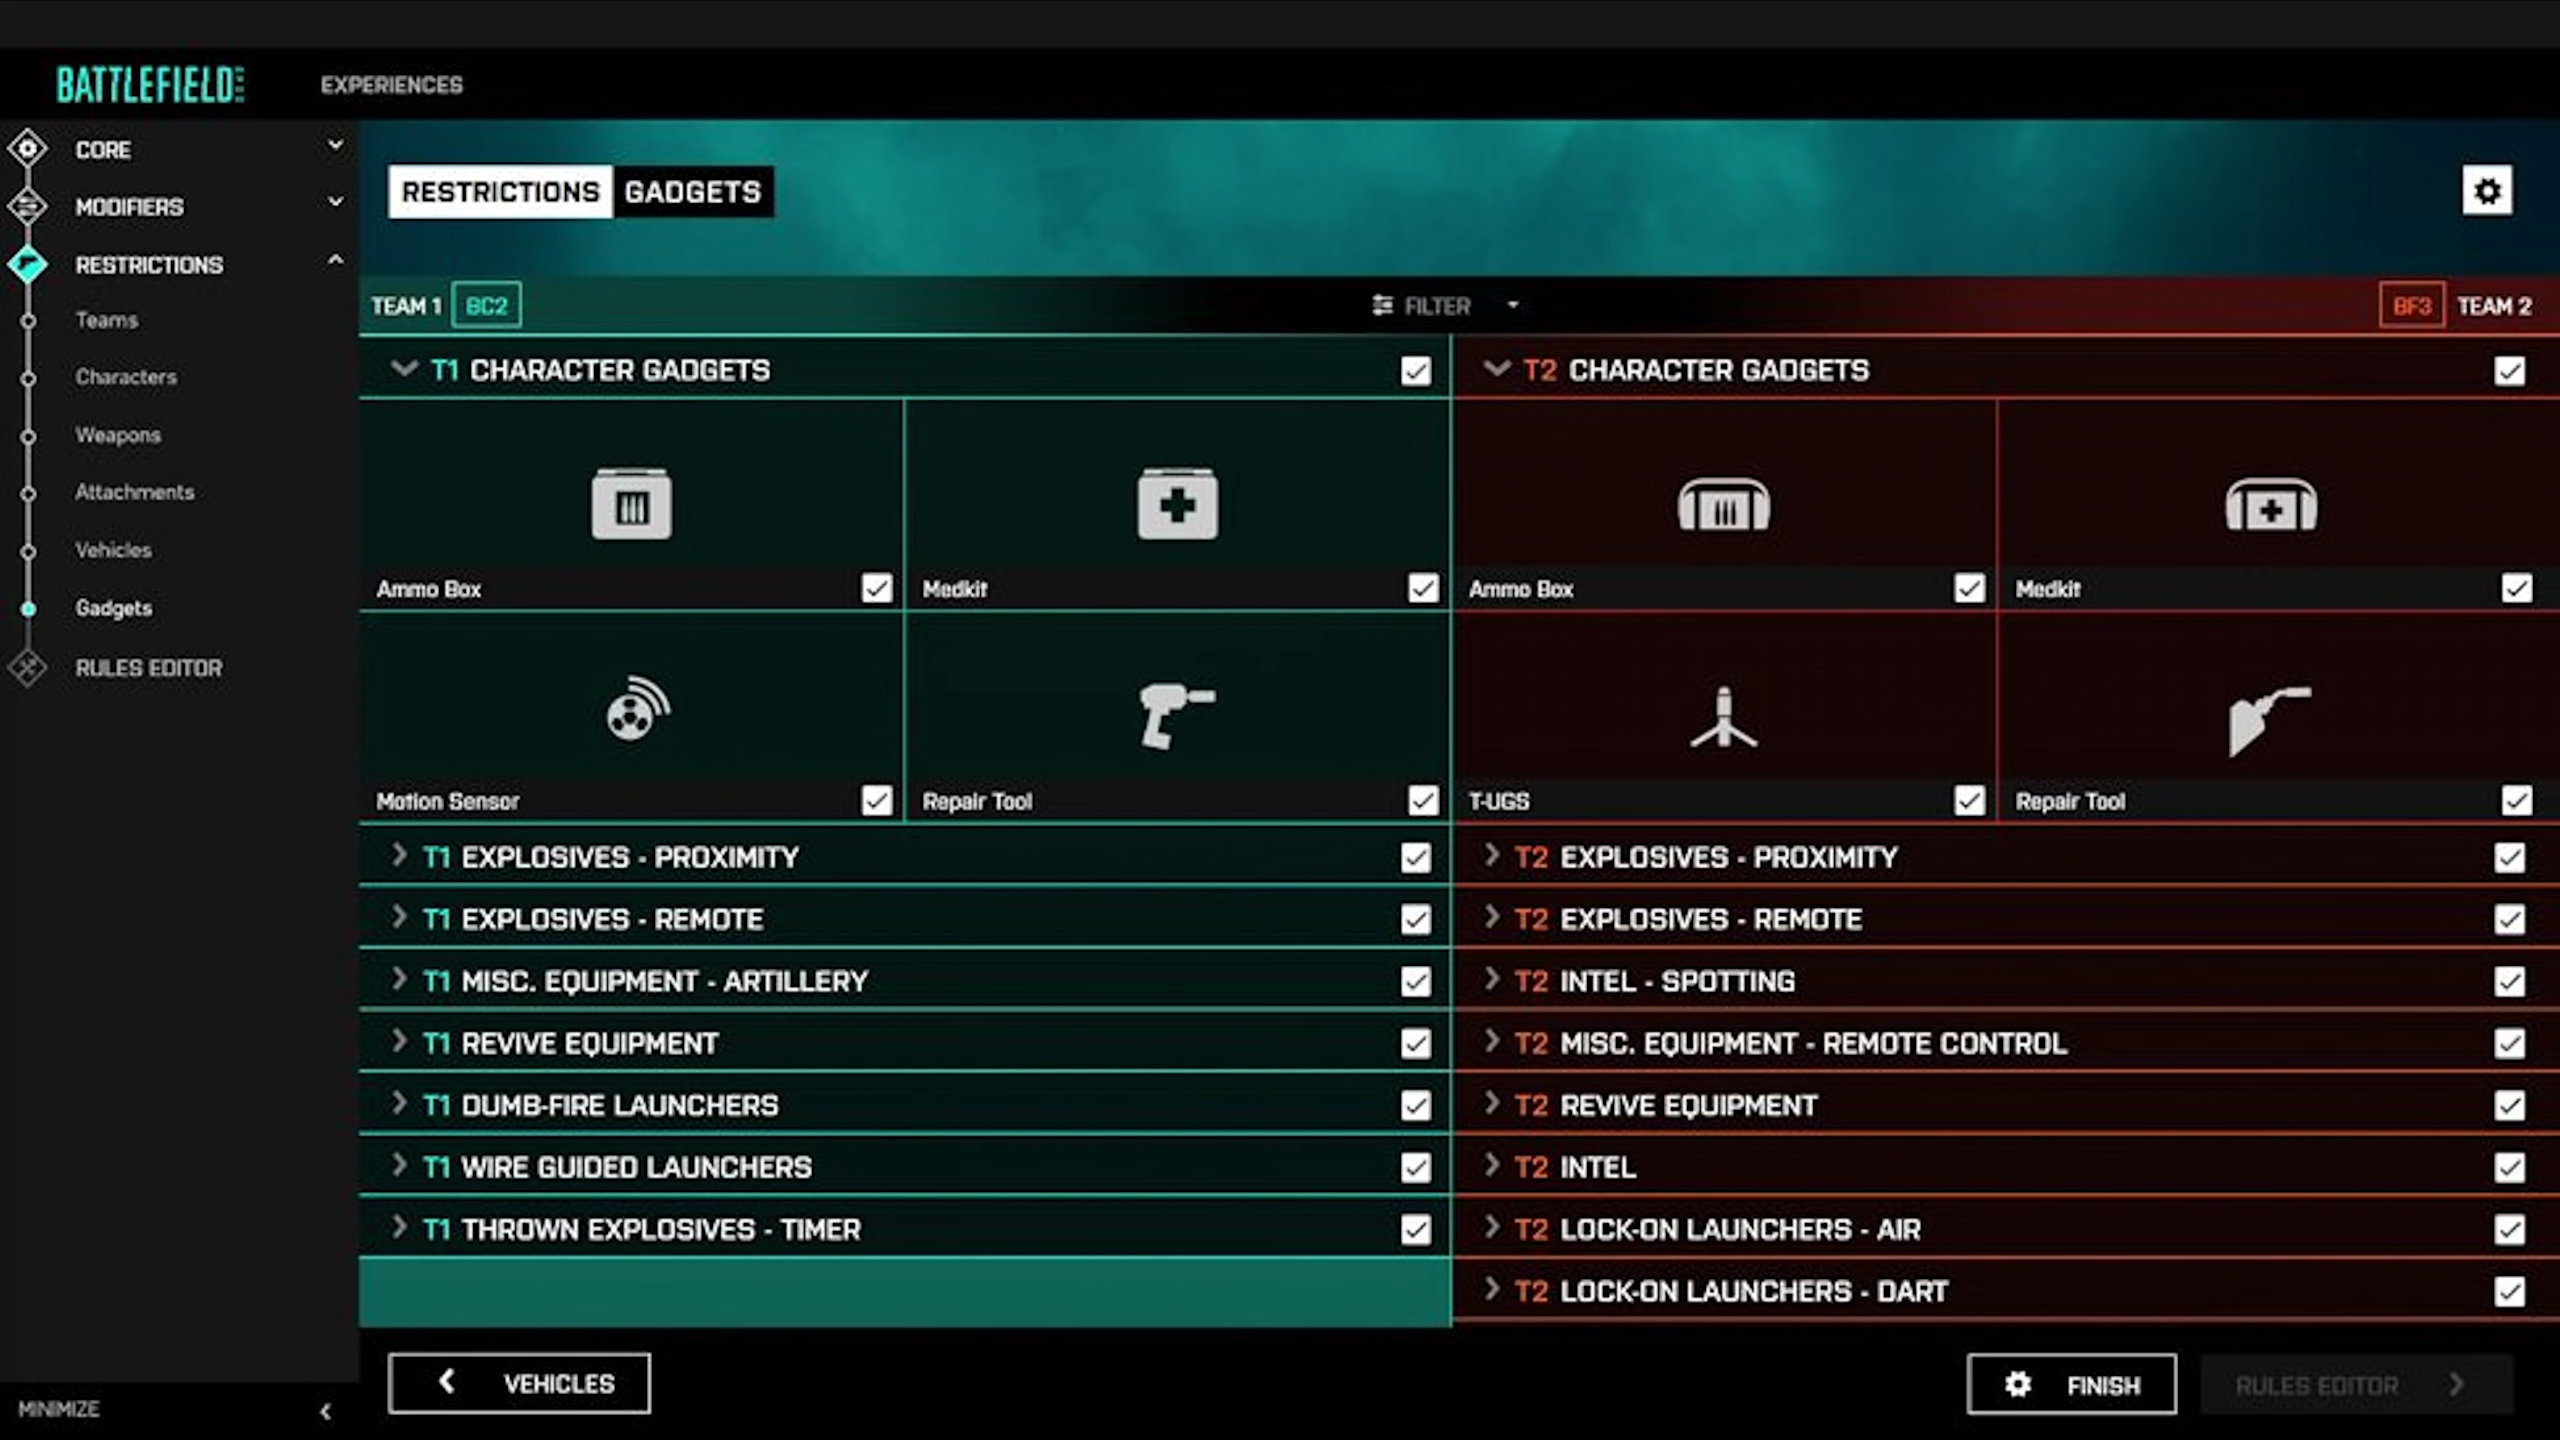 BATTLEFIELD
EXPERIENCES
CORE
MODIFIERS
RESTRICTIONS
Teams
Characters
Weapons
Attachments
Vehicles
Gadgets
RULES EDITOR
MINIMIZE
RESTRICTIONS GADGETS
TEAM 1 BC2
FILTER
BF3 TEAM 2
T1 CHARACTER GADGETS
Ammo Box
Medkit
Motion Sensor
Repair Tool
T1 EXPLOSIVES - PROXIMITY
T1 EXPLOSIVES - REMOTE
T1 MISC. EQUIPMENT - ARTILLERY
T1 REVIVE EQUIPMENT
T1 DUMB-FIRE LAUNCHERS
T1 WIRE GUIDED LAUNCHERS
T1 THROWN EXPLOSIVES - TIMER
T2 CHARACTER GADGETS
Ammo Box
Medkit
T-UGS
Repair Tool
T2 EXPLOSIVES - PROXIMITY
T2 EXPLOSIVES - REMOTE
T2 INTEL - SPOTTING
T2 MISC. EQUIPMENT - REMOTE CONTROL
T2 REVIVE EQUIPMENT
T2 INTEL
T2 LOCK-ON LAUNCHERS - AIR
T2 LOCK-ON LAUNCHERS - DART
VEHICLES
FINISH
RULES EDITOR